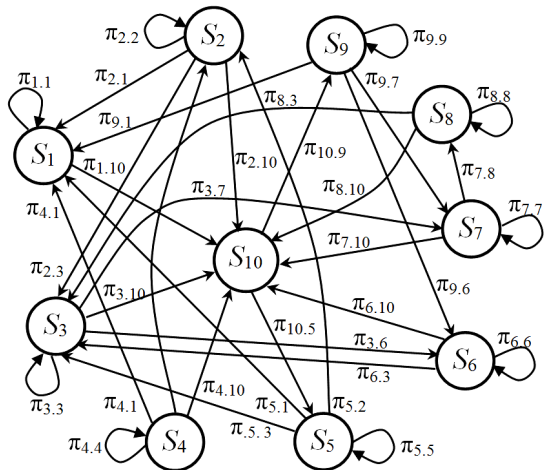 π2.2
S2
S9
π9.9
π1.1
π2.1
π9.7
π8.3
π8.8
S8
π9.1
S1
π1.10
π2.10
π10.9
π7.8
π8.10
π3.7
π7.7
π4.1
S7
π7.10
S10
π2.3
π3.10
π9.6
π6.10
S3
π10.5
π3.6
S6
π6.6
π6.3
π3.3
π4.1
π4.10
π5.1
π5.2
π.5.3
π4.4
S4
S5
π5.5